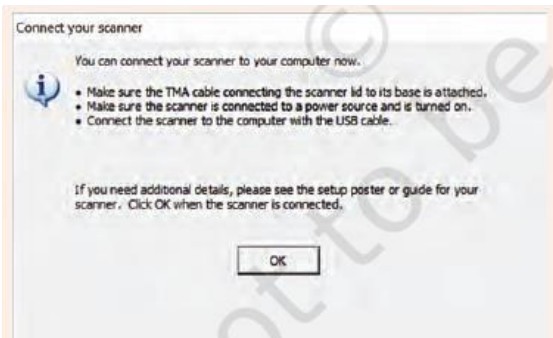 Connect your scanner
You can connect your scanner to your computer now.
• Make sure the TMA cable connecting the scanner lid to its base is attached.
• Make sure the scanner is connected to a power source and is turned on.
• Connect the scanner to the computer with the USB cable.
If you need additional details, please see the setup poster or guide for your
scanner. Click OK when the scanner is connected.
OK
©
to be